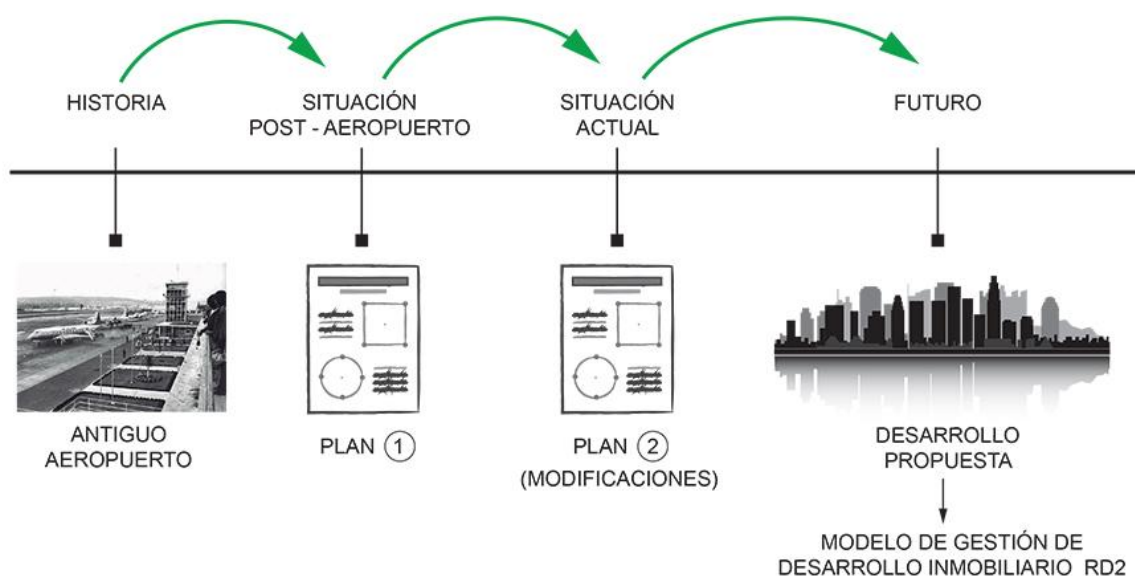 HISTORIA
SITUACIÓN
POST - AEROPUERTO
SITUACIÓN
ACTUAL
FUTURO
ANTIGUO
AEROPUERTO
PLAN 1
PLAN 2
(MODIFICACIONES)
DESARROLLO
PROPUESTA
MODELO DE GESTIÓN DE
DESARROLLO INMOBILIARIO RD2